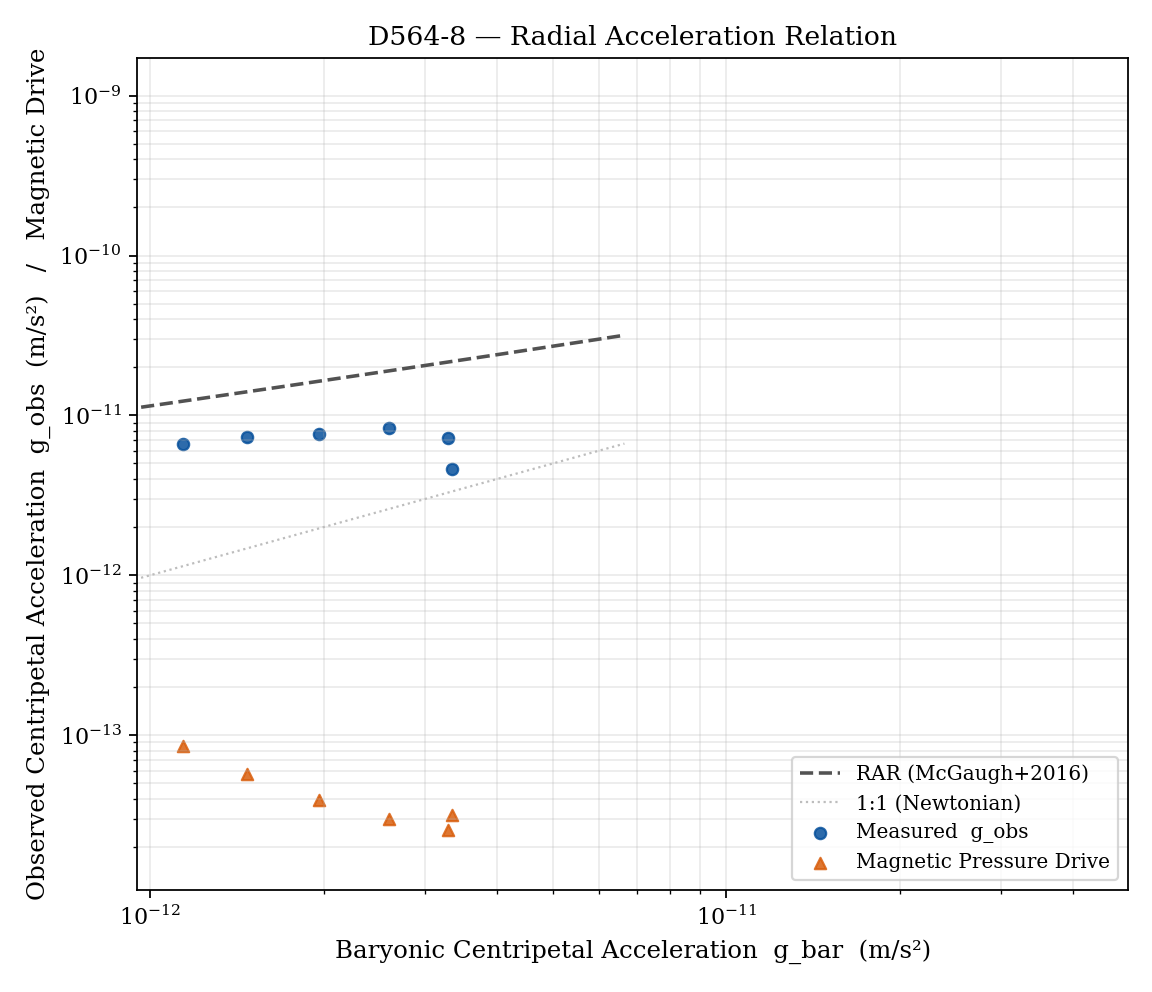 D564-8 — Radial Acceleration Relation
Observed Centripetal Acceleration  g_obs  (m/s²)   /   Magnetic Drive
10⁻⁹
10⁻¹⁰
10⁻¹¹
10⁻¹²
10⁻¹³
RAR (McGaugh+2016)
1:1 (Newtonian)
Measured  g_obs
Magnetic Pressure Drive
10⁻¹²
10⁻¹¹
Baryonic Centripetal Acceleration  g_bar  (m/s²)